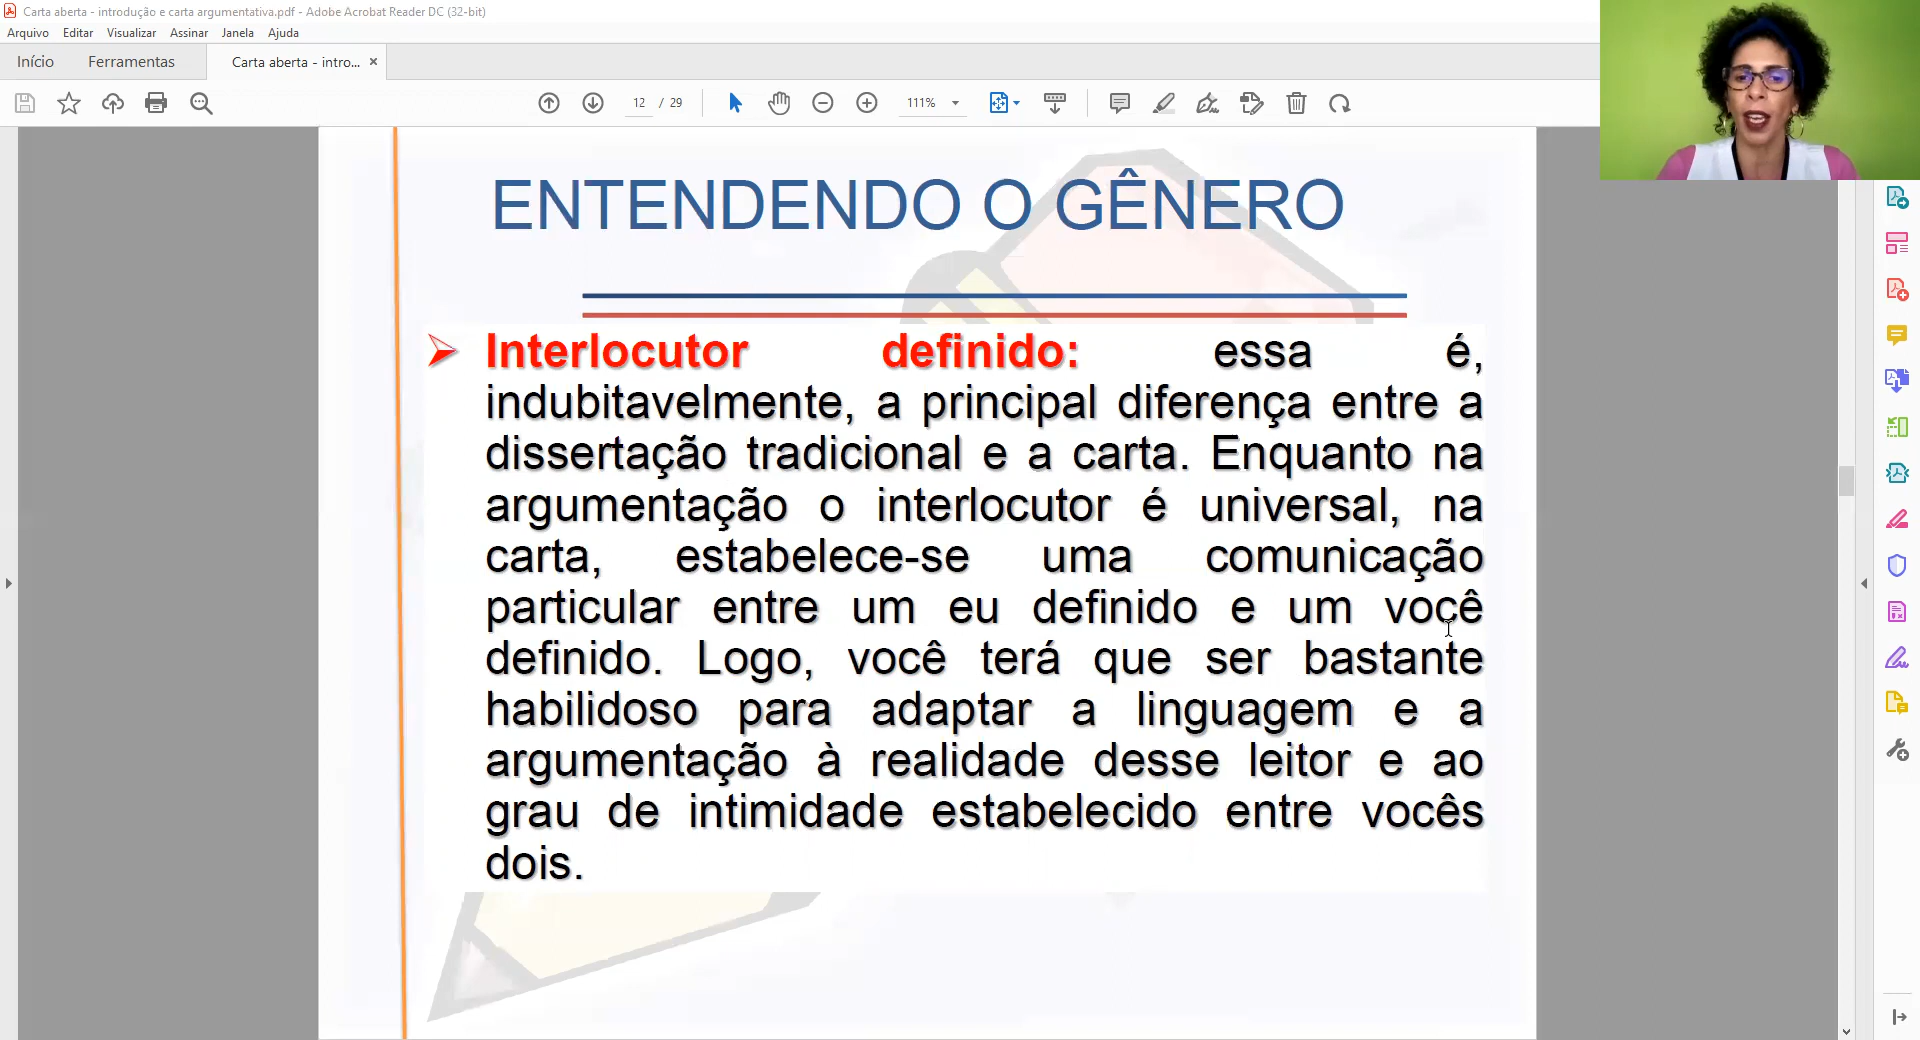 Carta aberta - introdução e carta argumentativa.pdf - Adobe Acrobat Reader DC (32-bit)
Arquivo Editar Visualizar Assinar Janela Ajuda
Início Ferramentas Carta aberta - intro... ×
12 / 29 111%
ENTENDENDO O GÊNERO
Interlocutor definido: essa é,
indubitavelmente, a principal diferença entre a
dissertação tradicional e a carta. Enquanto na
argumentação o interlocutor é universal, na
carta, estabelece-se uma comunicação
particular entre um eu definido e um você
definido. Logo, você terá que ser bastante
habilidoso para adaptar a linguagem e a
argumentação à realidade desse leitor e ao
grau de intimidade estabelecido entre vocês
dois.